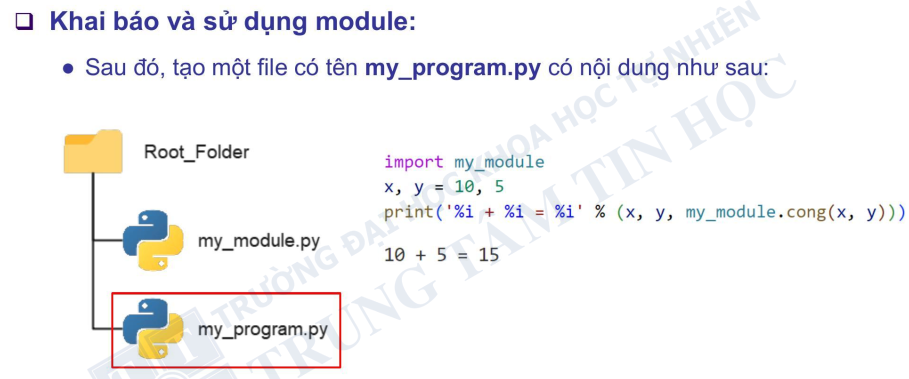 Khai báo và sử dụng module:
Sau đó, tạo một file có tên my_program.py có nội dung như sau:
Root_Folder
my_module.py
my_program.py
import my_module
x, y = 10, 5
print('%i + %i = %i' % (x, y, my_module.cong(x, y)))
10 + 5 = 15
TRƯỜNG ĐẠI HỌC KHOA HỌC TỰ NHIÊN
TRUNG TÂM TIN HỌC